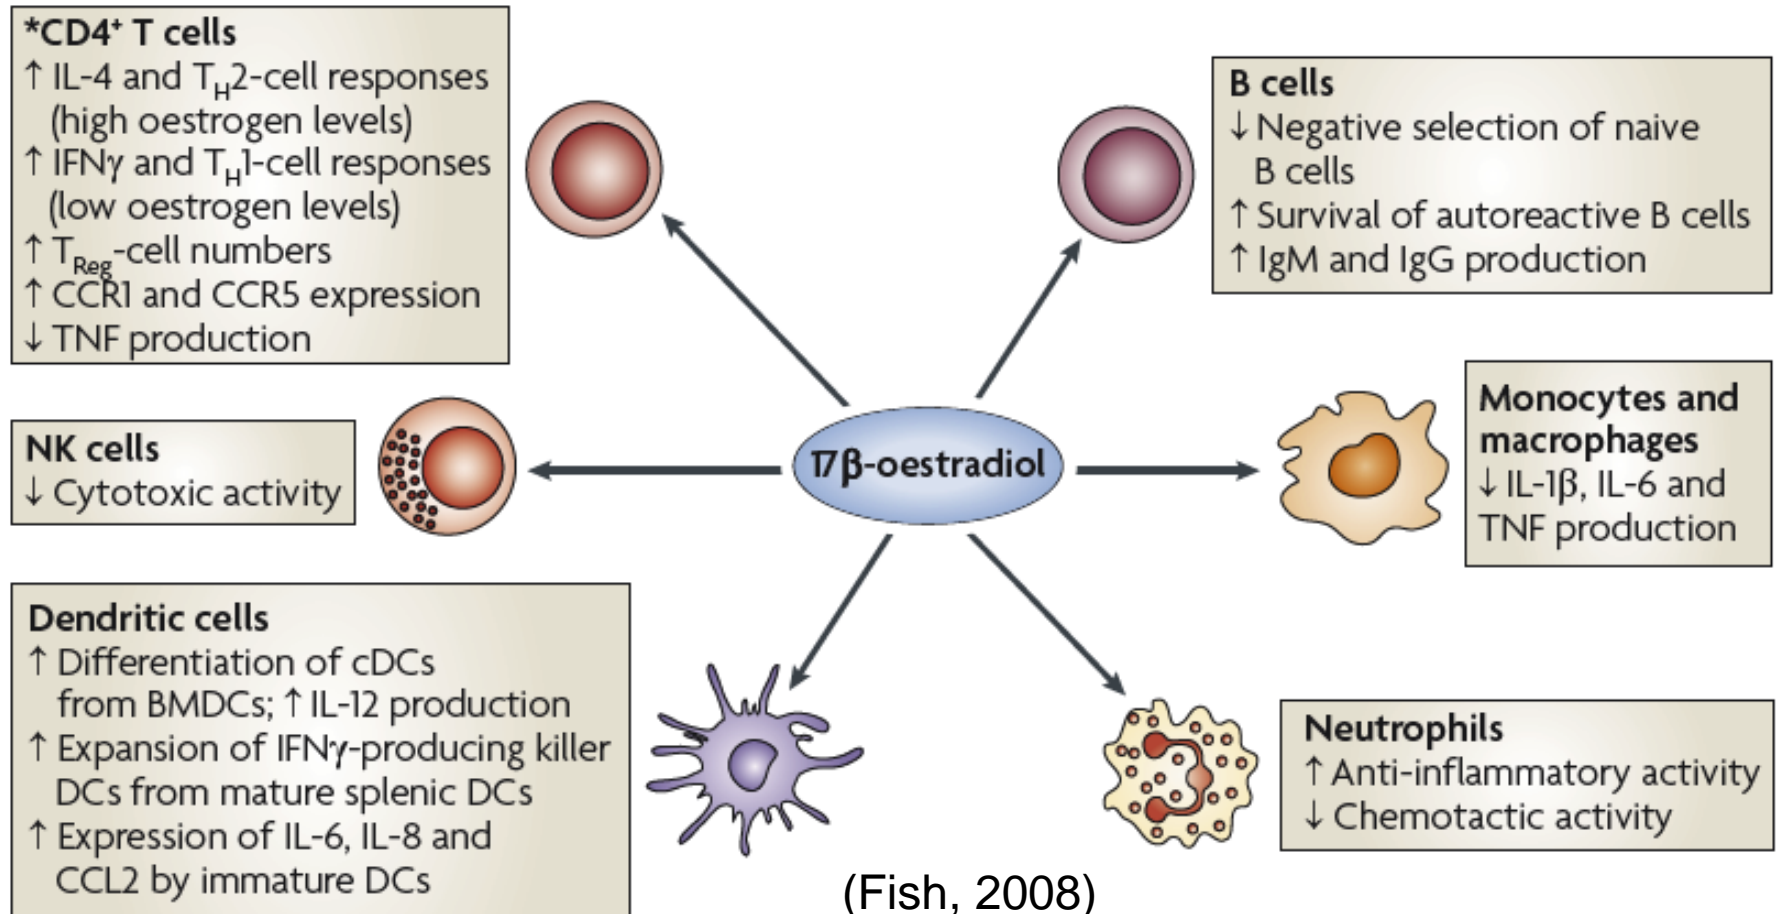 *CD4⁺ T cells
↑ IL-4 and T_H2-cell responses
(high oestrogen levels)
↑ IFNγ and T_H1-cell responses
(low oestrogen levels)
↑ T_Reg-cell numbers
↑ CCR1 and CCR5 expression
↓ TNF production
B cells
↓ Negative selection of naive
B cells
↑ Survival of autoreactive B cells
↑ IgM and IgG production
NK cells
↓ Cytotoxic activity
17β-oestradiol
Monocytes and
macrophages
↓ IL-1β, IL-6 and
TNF production
Dendritic cells
↑ Differentiation of cDCs
from BMDCs; ↑ IL-12 production
↑ Expansion of IFNγ-producing killer
DCs from mature splenic DCs
↑ Expression of IL-6, IL-8 and
CCL2 by immature DCs
Neutrophils
↑ Anti-inflammatory activity
↓ Chemotactic activity
(Fish, 2008)